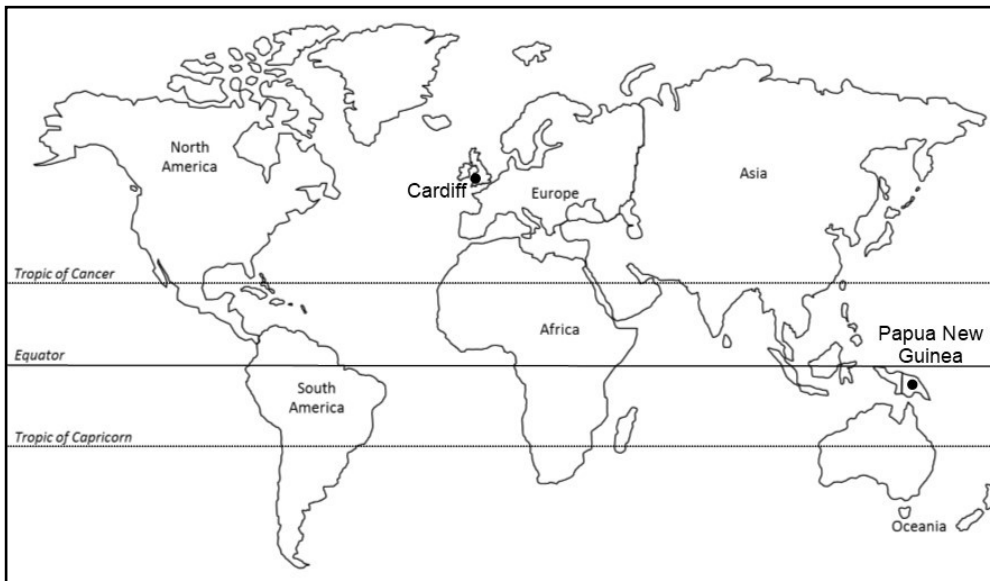 North
America
Asia
Cardiff
Europe
Tropic of Cancer
Africa
Papua New
Guinea
Equator
South
America
Tropic of Capricorn
Oceania